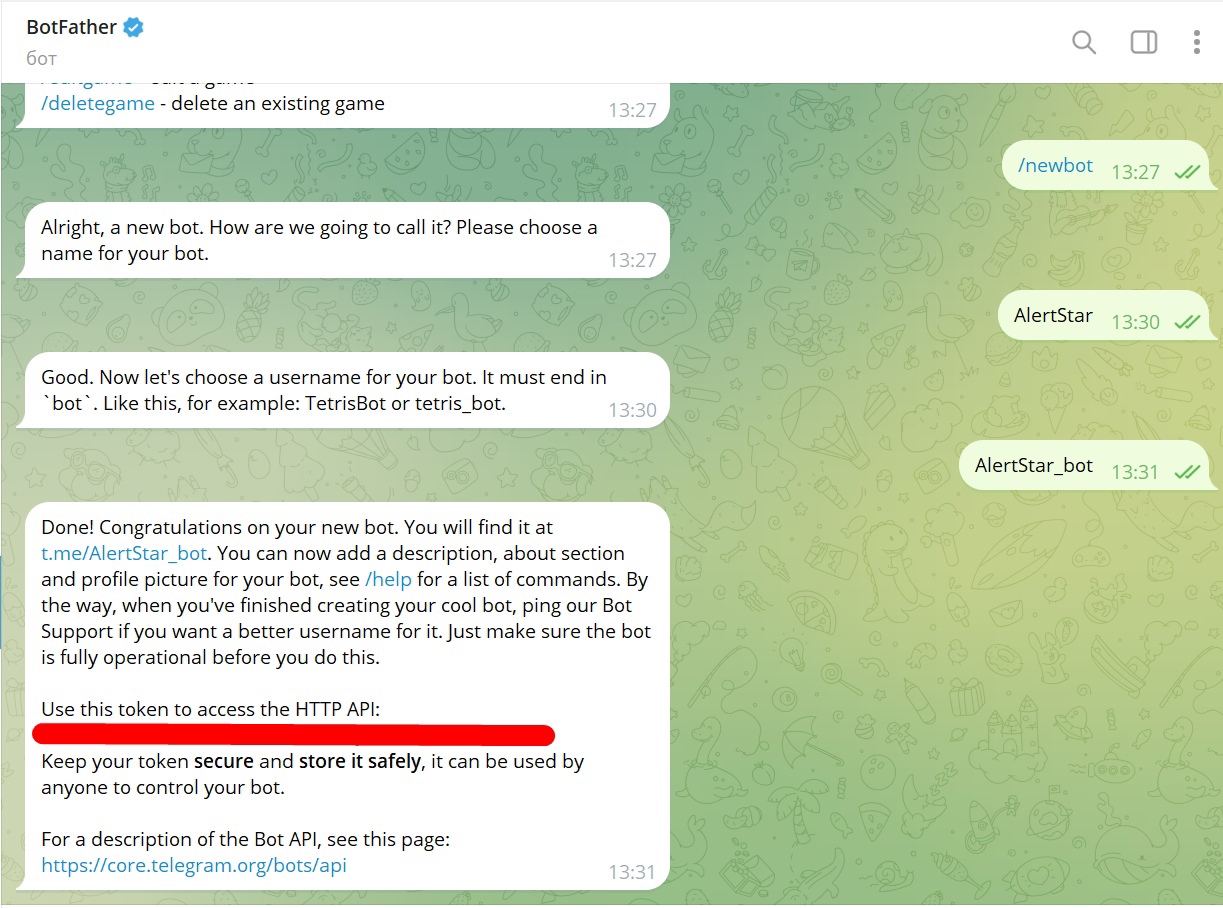 BotFather
бот
/deletegame - delete an existing game
13:27
/newbot 13:27
Alright, a new bot. How are we going to call it? Please choose a
name for your bot.
13:27
AlertStar 13:30
Good. Now let's choose a username for your bot. It must end in
`bot`. Like this, for example: TetrisBot or tetris_bot.
13:30
AlertStar_bot 13:31
Done! Congratulations on your new bot. You will find it at
t.me/AlertStar_bot. You can now add a description, about section
and profile picture for your bot, see /help for a list of commands. By
the way, when you've finished creating your cool bot, ping our Bot
Support if you want a better username for it. Just make sure the bot
is fully operational before you do this.
Use this token to access the HTTP API:
Keep your token secure and store it safely, it can be used by
anyone to control your bot.
For a description of the Bot API, see this page:
https://core.telegram.org/bots/api
13:31